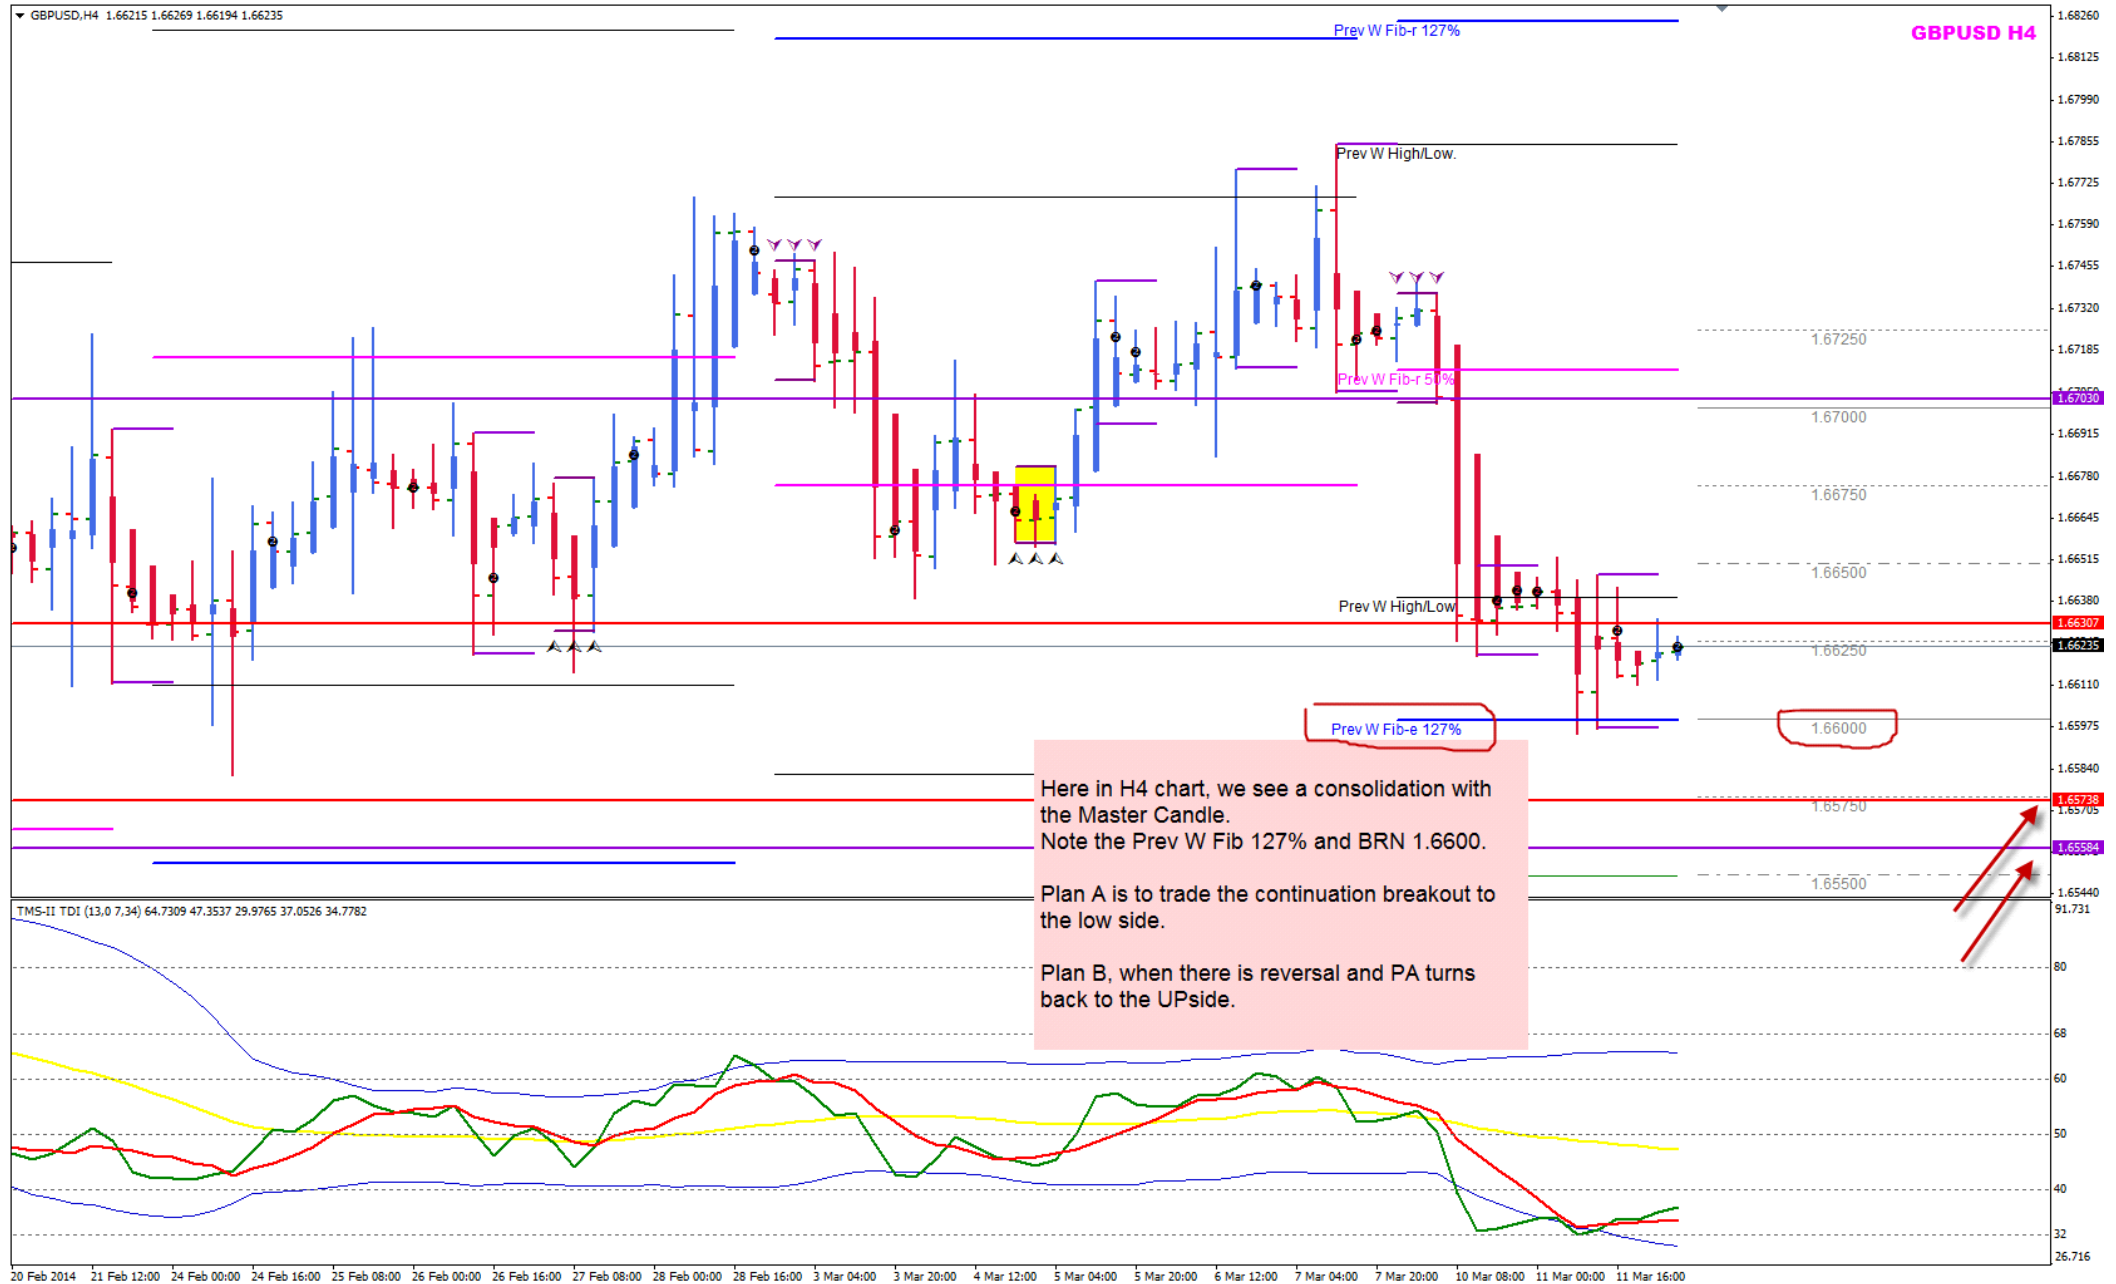 GBPUSD,H4 1.66215 1.66269 1.66194 1.66235
GBPUSD H4
Prev W Fib-r 127%
Prev W High/Low.
Prev W Fib-r 50%
Prev W High/Low
Prev W Fib-e 127%
1.67250
1.67000
1.66750
1.66500
1.66250
1.66000
1.65750
1.65500
1.68260
1.68125
1.67990
1.67855
1.67725
1.67590
1.67455
1.67320
1.67185
1.67030
1.66915
1.66780
1.66645
1.66515
1.66380
1.66307
1.66235
1.66110
1.65975
1.65840
1.65738
1.65705
1.65584
1.65440
Here in H4 chart, we see a consolidation with
the Master Candle.
Note the Prev W Fib 127% and BRN 1.6600.
Plan A is to trade the continuation breakout to
the low side.
Plan B, when there is reversal and PA turns
back to the UPside.
TMS-II TDI (13,0 7,34) 64.7309 47.3537 29.9765 37.0526 34.7782
91.731
80
68
60
50
40
32
26.716
20 Feb 2014
21 Feb 12:00
24 Feb 00:00
24 Feb 16:00
25 Feb 08:00
26 Feb 00:00
26 Feb 16:00
27 Feb 08:00
28 Feb 00:00
28 Feb 16:00
3 Mar 04:00
3 Mar 20:00
4 Mar 12:00
5 Mar 04:00
5 Mar 20:00
6 Mar 12:00
7 Mar 04:00
7 Mar 20:00
10 Mar 08:00
11 Mar 00:00
11 Mar 16:00